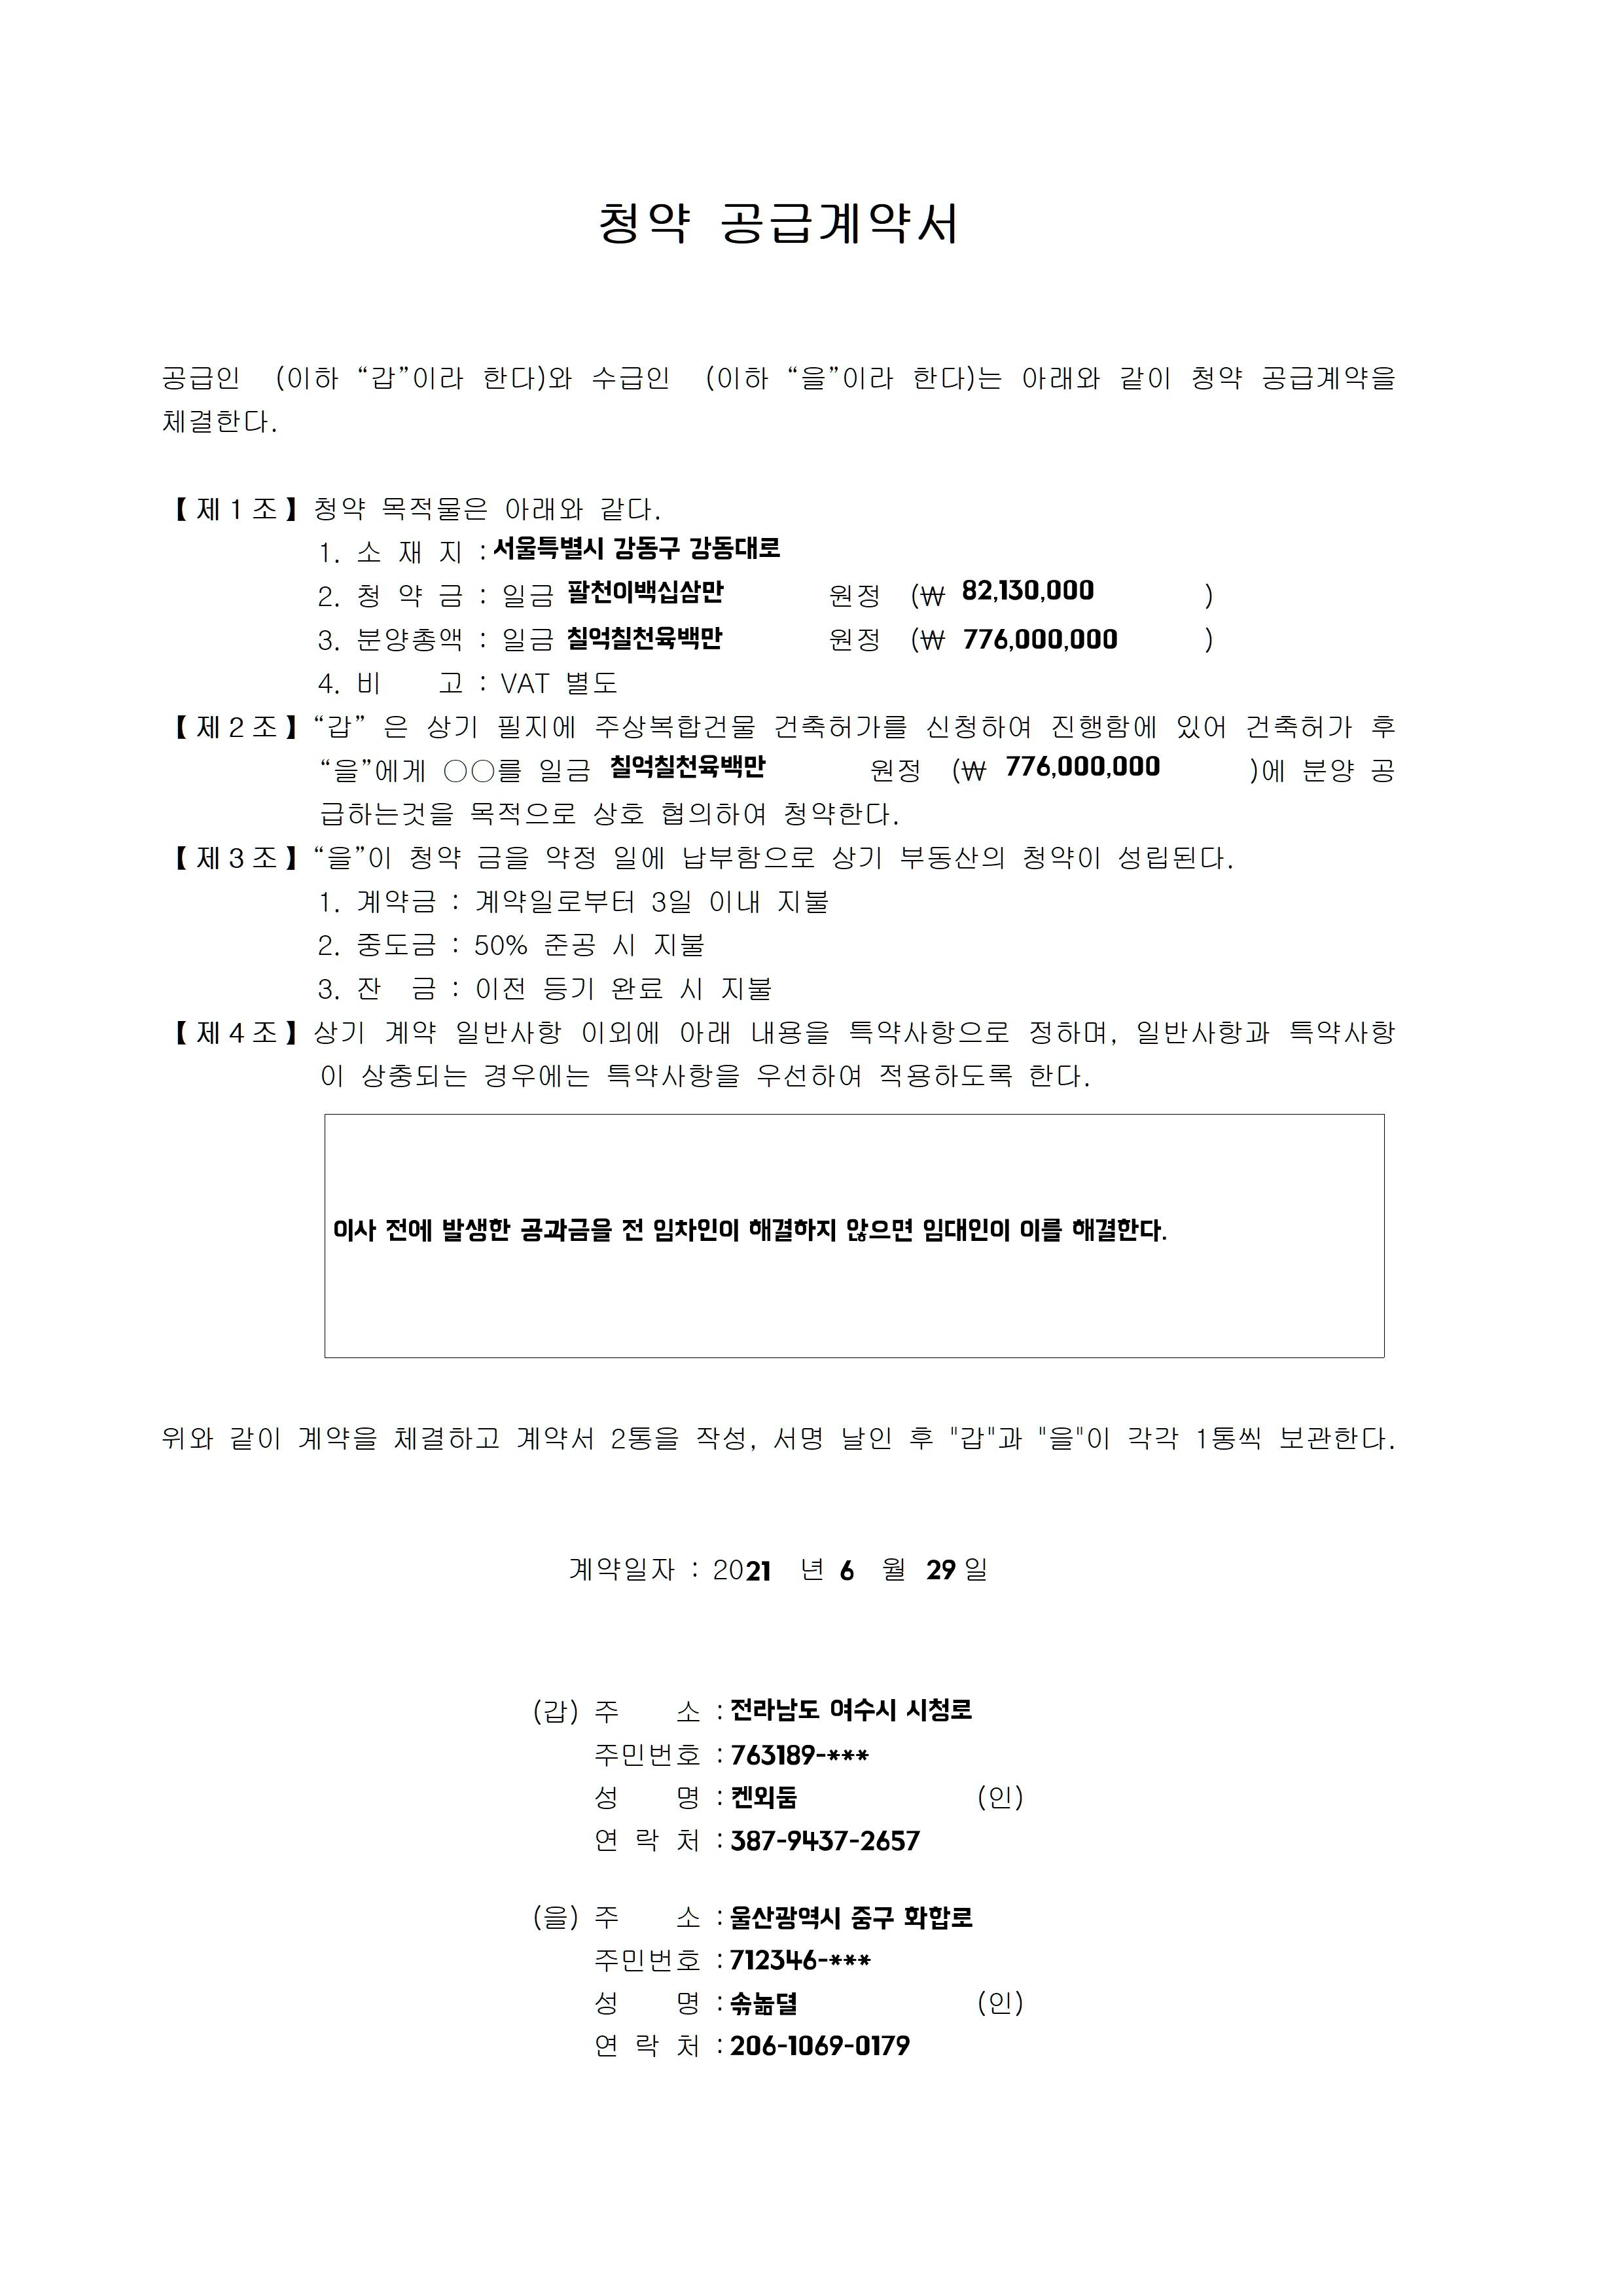 청약 공급계약서
공급인 (이하 “갑”이라 한다)와 수급인 (이하 “을”이라 한다)는 아래와 같이 청약 공급계약을
체결한다.
【제1조】청약 목적물은 아래와 같다.
1. 소 재 지 : 서울특별시 강동구 강동대로
2. 청 약 금 : 일금 팔천이백십삼만 원정 (₩ 82,130,000 )
3. 분양총액 : 일금 칠억칠천육백만 원정 (₩ 776,000,000 )
4. 비 고 : VAT 별도
【제2조】“갑” 은 상기 필지에 주상복합건물 건축허가를 신청하여 진행함에 있어 건축허가 후
“을”에게 ○○를 일금 칠억칠천육백만 원정 (₩ 776,000,000 )에 분양 공
급하는것을 목적으로 상호 협의하여 청약한다.
【제3조】“을”이 청약 금을 약정 일에 납부함으로 상기 부동산의 청약이 성립된다.
1. 계약금 : 계약일로부터 3일 이내 지불
2. 중도금 : 50% 준공 시 지불
3. 잔 금 : 이전 등기 완료 시 지불
【제4조】상기 계약 일반사항 이외에 아래 내용을 특약사항으로 정하며, 일반사항과 특약사항
이 상충되는 경우에는 특약사항을 우선하여 적용하도록 한다.
이사 전에 발생한 공과금을 전 임차인이 해결하지 않으면 임대인이 이를 해결한다.
위와 같이 계약을 체결하고 계약서 2통을 작성, 서명 날인 후 "갑"과 "을"이 각각 1통씩 보관한다.
계약일자 : 2021 년 6 월 29 일
(갑) 주 소 : 전라남도 여수시 시청로
주민번호 : 763189-***
성 명 : 켄외둠 (인)
연 락 처 : 387-9437-2657
(을) 주 소 : 울산광역시 중구 화합로
주민번호 : 712346-***
성 명 : 솎눎뎔 (인)
연 락 처 : 206-1069-0179